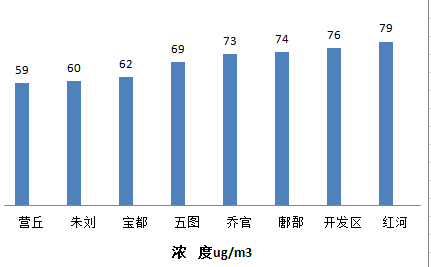 59 60 62 69 73 74 76 79
营丘 朱刘 宝都 五图 乔官 鄌郚 开发区 红河
浓 度ug/m3